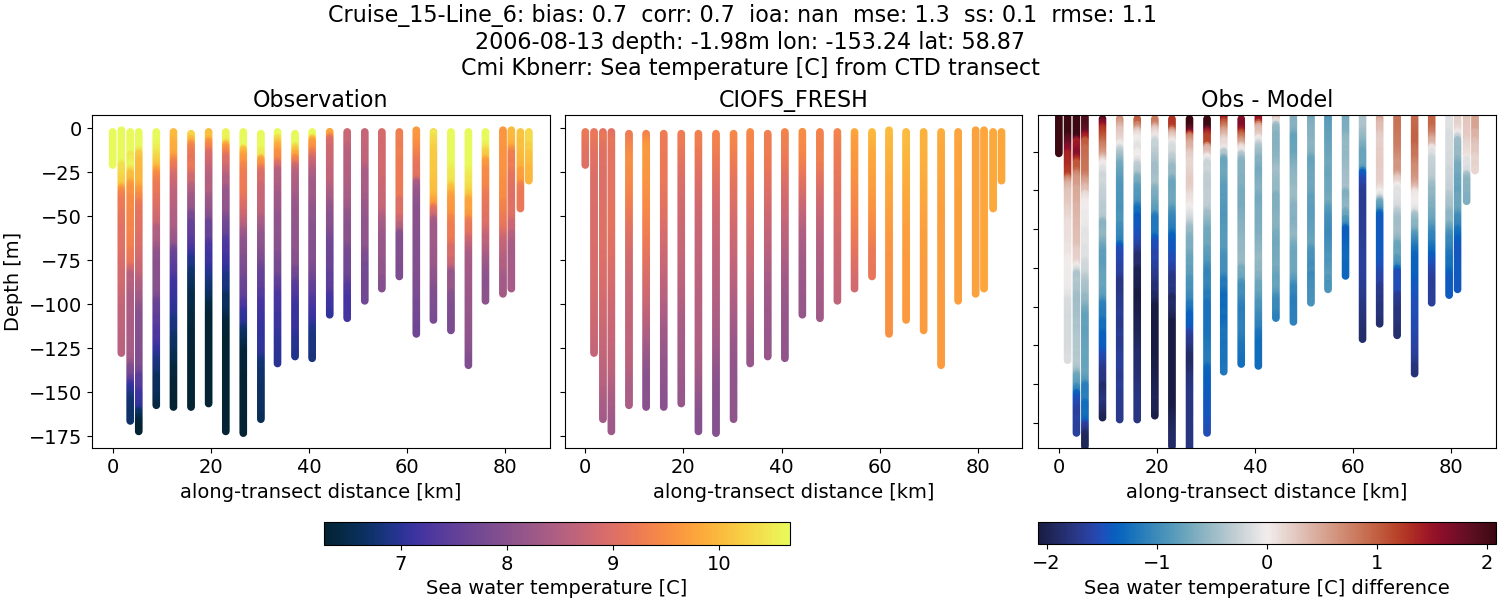 Cruise_15-Line_6: bias: 0.7  corr: 0.7  ioa: nan  mse: 1.3  ss: 0.1  rmse: 1.1
2006-08-13 depth: -1.98m lon: -153.24 lat: 58.87
Cmi Kbnerr: Sea temperature [C] from CTD transect
Observation
CIOFS_FRESH
Obs - Model
Depth [m]
0
−25
−50
−75
−100
−125
−150
−175
0 20 40 60 80
0 20 40 60 80
0 20 40 60 80
along-transect distance [km]
along-transect distance [km]
along-transect distance [km]
7 8 9 10
Sea water temperature [C]
−2 −1 0 1 2
Sea water temperature [C] difference